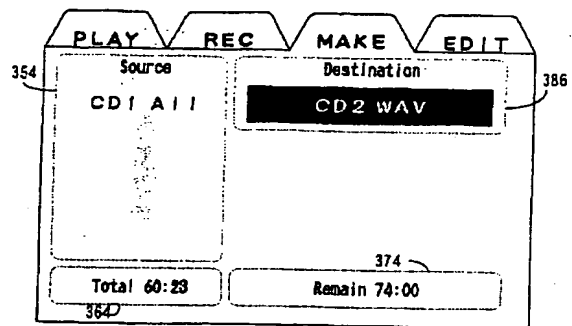 PLAY REC MAKE EDIT
354 Source Destination 386
CD1 All CD2 WAV
374
Total 60:23 Remain 74:00
364